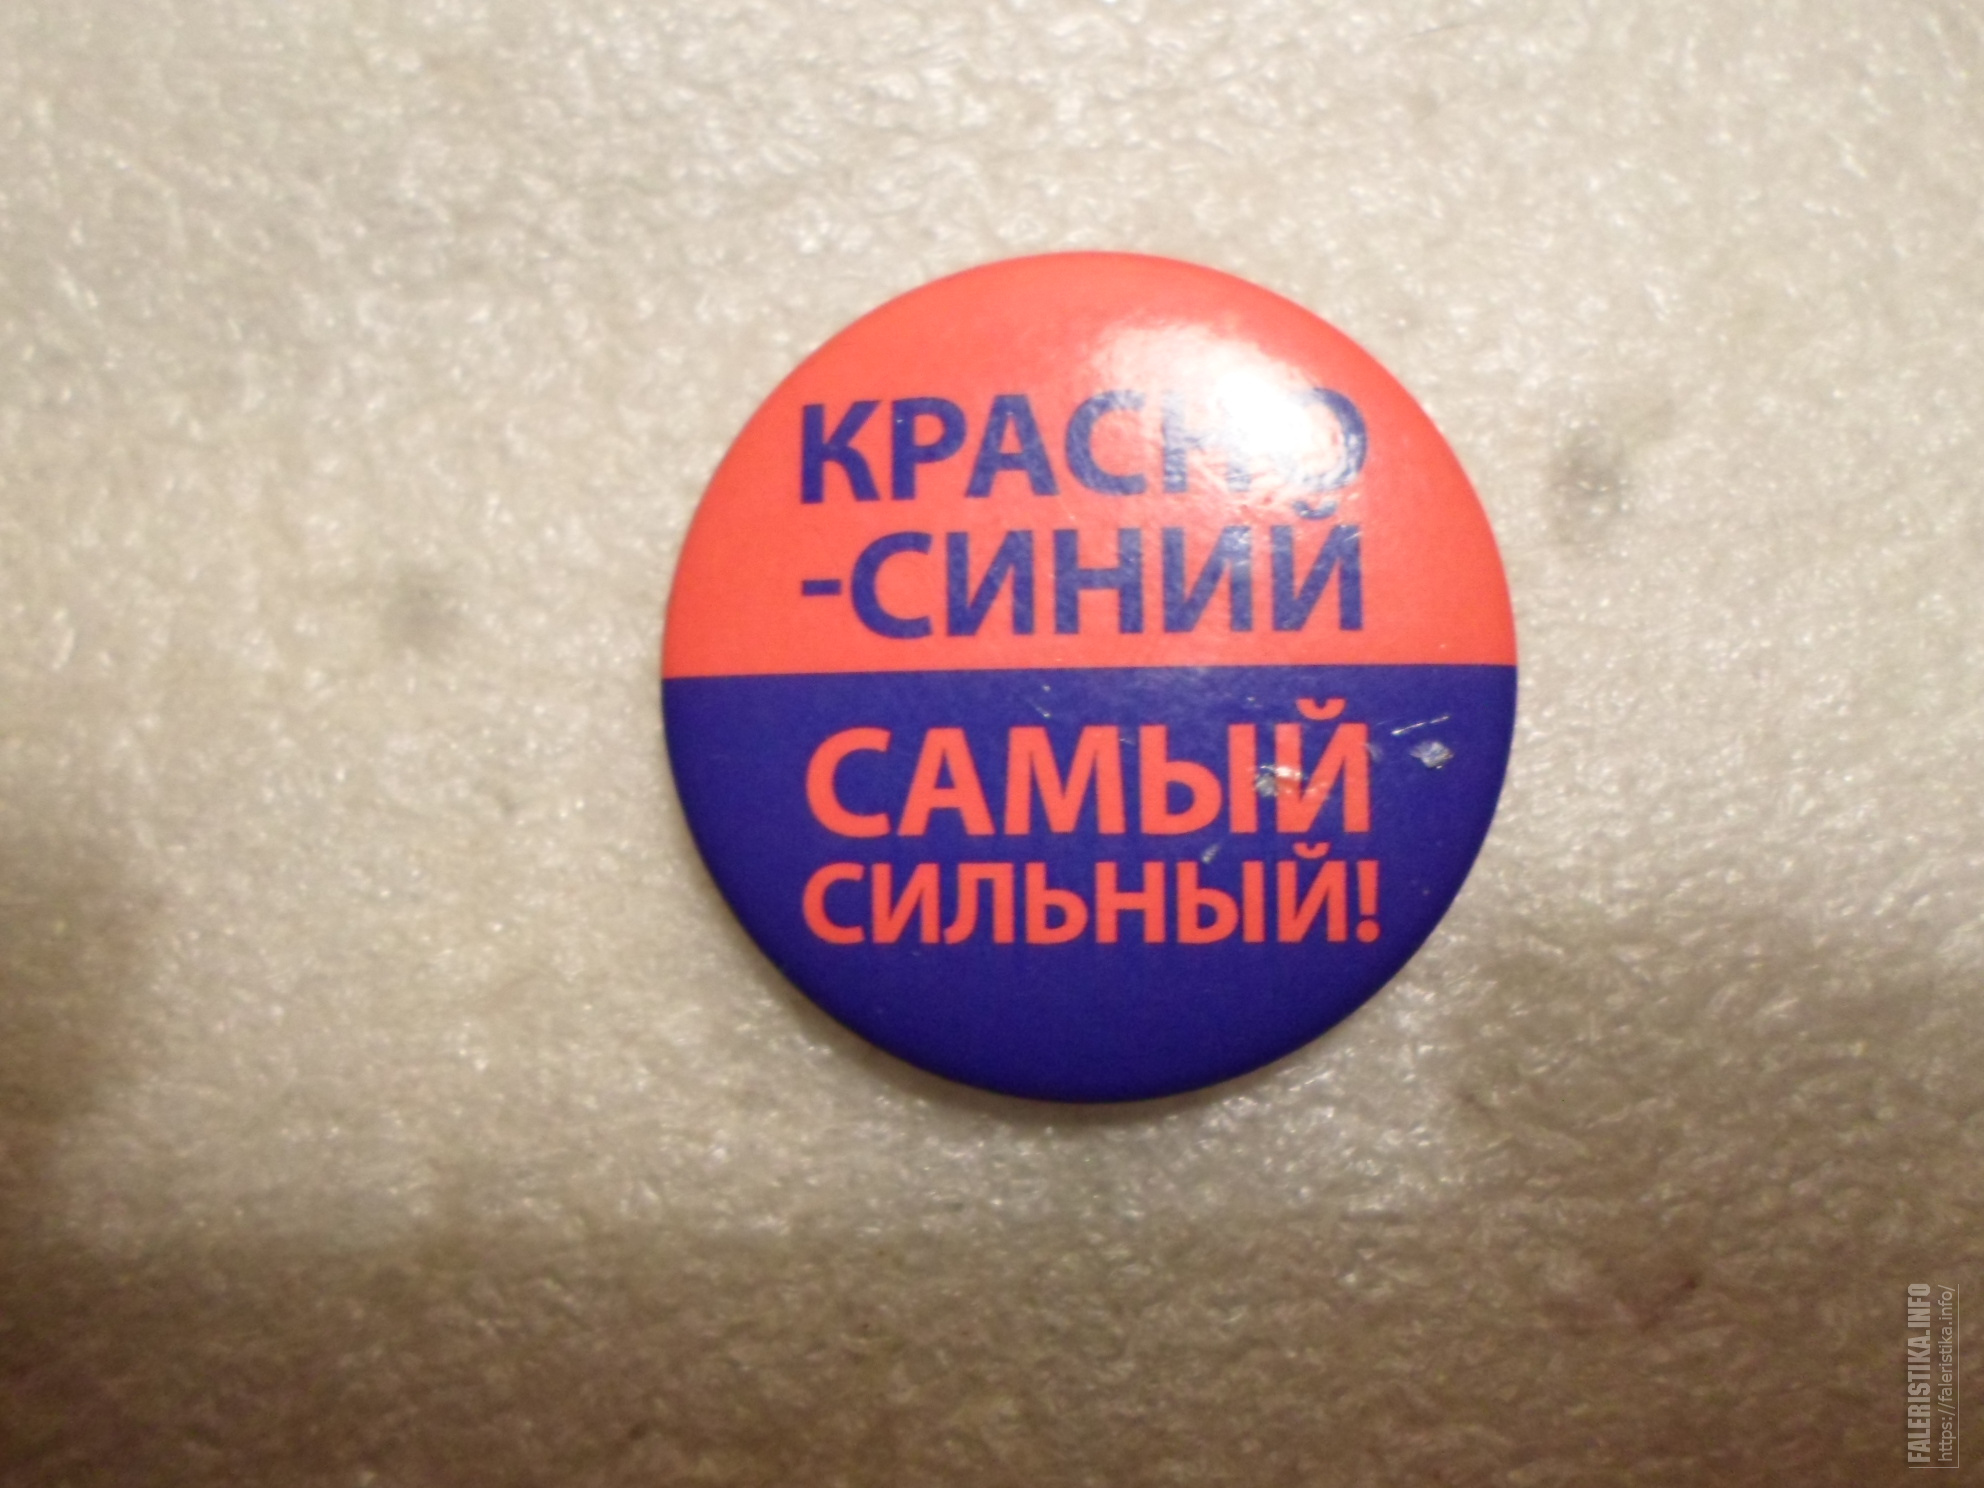 КРАСНО
-СИНИЙ
САМЫЙ
СИЛЬНЫЙ!
FALERISTIKA.INFO
https://faleristika.info/